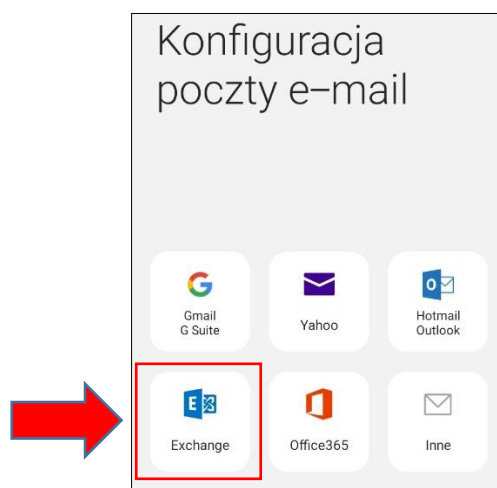 Konfiguracja
poczty e-mail
Gmail
G Suite
Yahoo
Hotmail
Outlook
Exchange
Office365
Inne